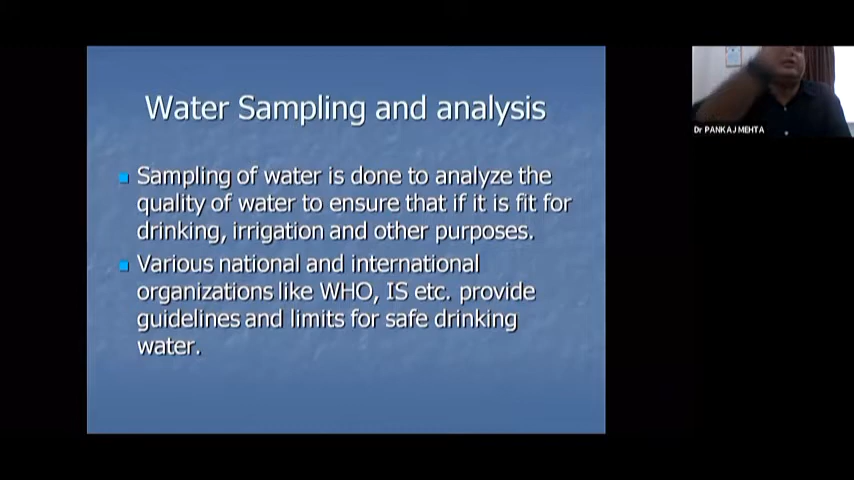 Water Sampling and analysis
Sampling of water is done to analyze the
quality of water to ensure that if it is fit for
drinking, irrigation and other purposes.
Various national and international
organizations like WHO, IS etc. provide
guidelines and limits for safe drinking
water.
Dr PANKAJ MEHTA